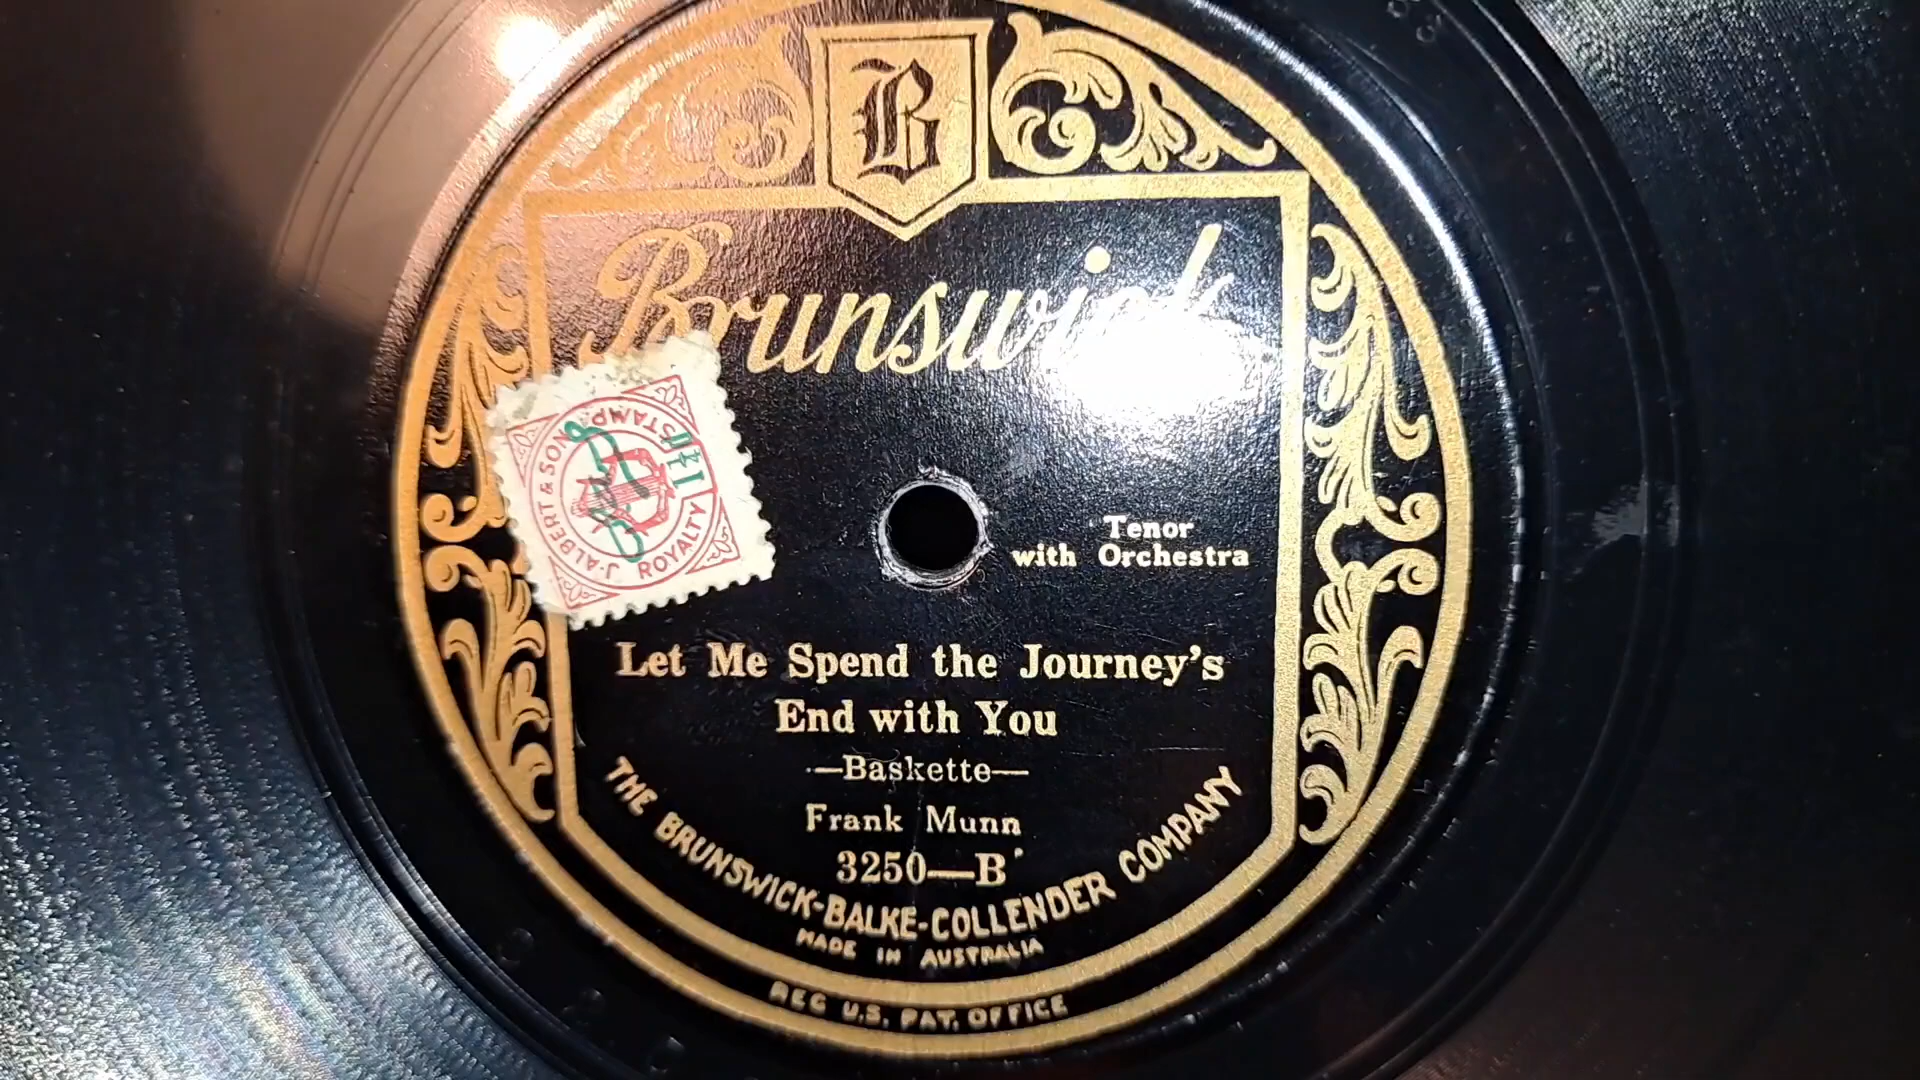 B
Brunswick
J. ALBERT & SON
STAMP
ROYALTY
Tenor
with Orchestra
Let Me Spend the Journey's
End with You
—Baskette—
Frank Munn
3250—B
THE BRUNSWICK-BALKE-COLLENDER COMPANY
MADE IN AUSTRALIA
REG U.S. PAT. OFFICE